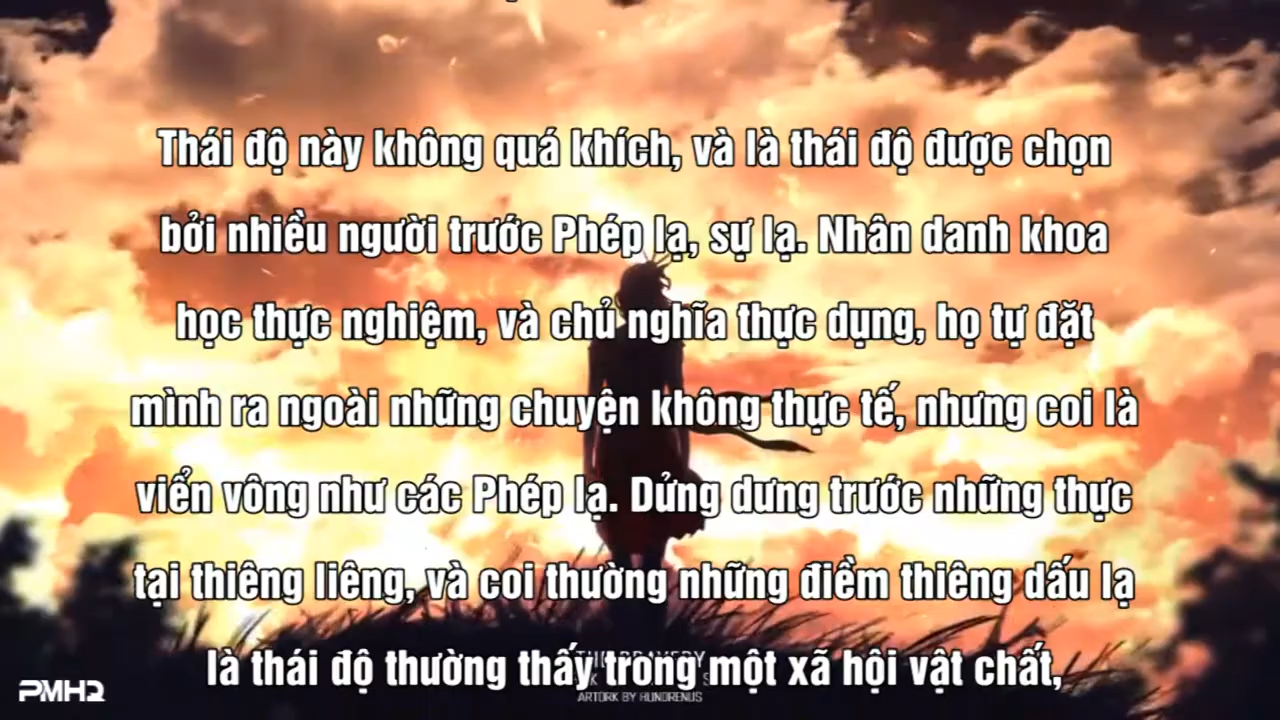 Thái độ này không quá khích, và là thái độ được chọn
bởi nhiều người trước Phép lạ, sự lạ. Nhân danh khoa
học thực nghiệm, và chủ nghĩa thực dụng, họ tự đặt
mình ra ngoài những chuyện không thực tế, nhưng coi là
viển vông như các Phép lạ. Dửng dưng trước những thực
tại thiêng liêng, và coi thường những điềm thiêng dấu lạ
là thái độ thường thấy trong một xã hội vật chất,
PMHQ
ARTORK BY HUNDRENUS